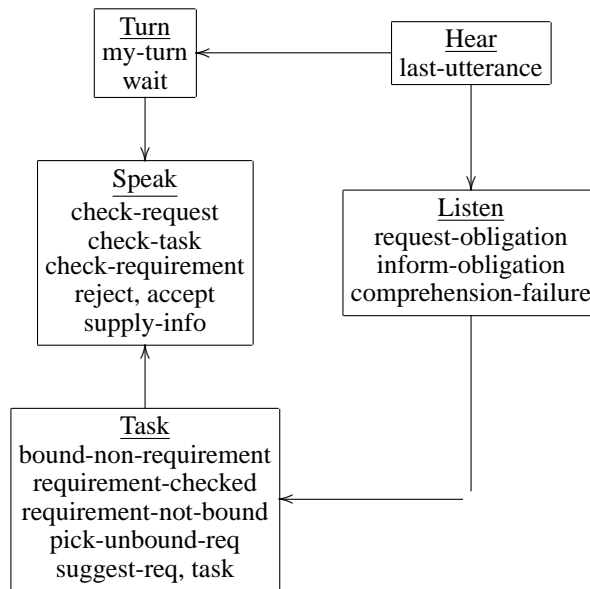 Turn
my-turn
wait
Hear
last-utterance
Speak
check-request
check-task
check-requirement
reject, accept
supply-info
Listen
request-obligation
inform-obligation
comprehension-failure
Task
bound-non-requirement
requirement-checked
requirement-not-bound
pick-unbound-req
suggest-req, task